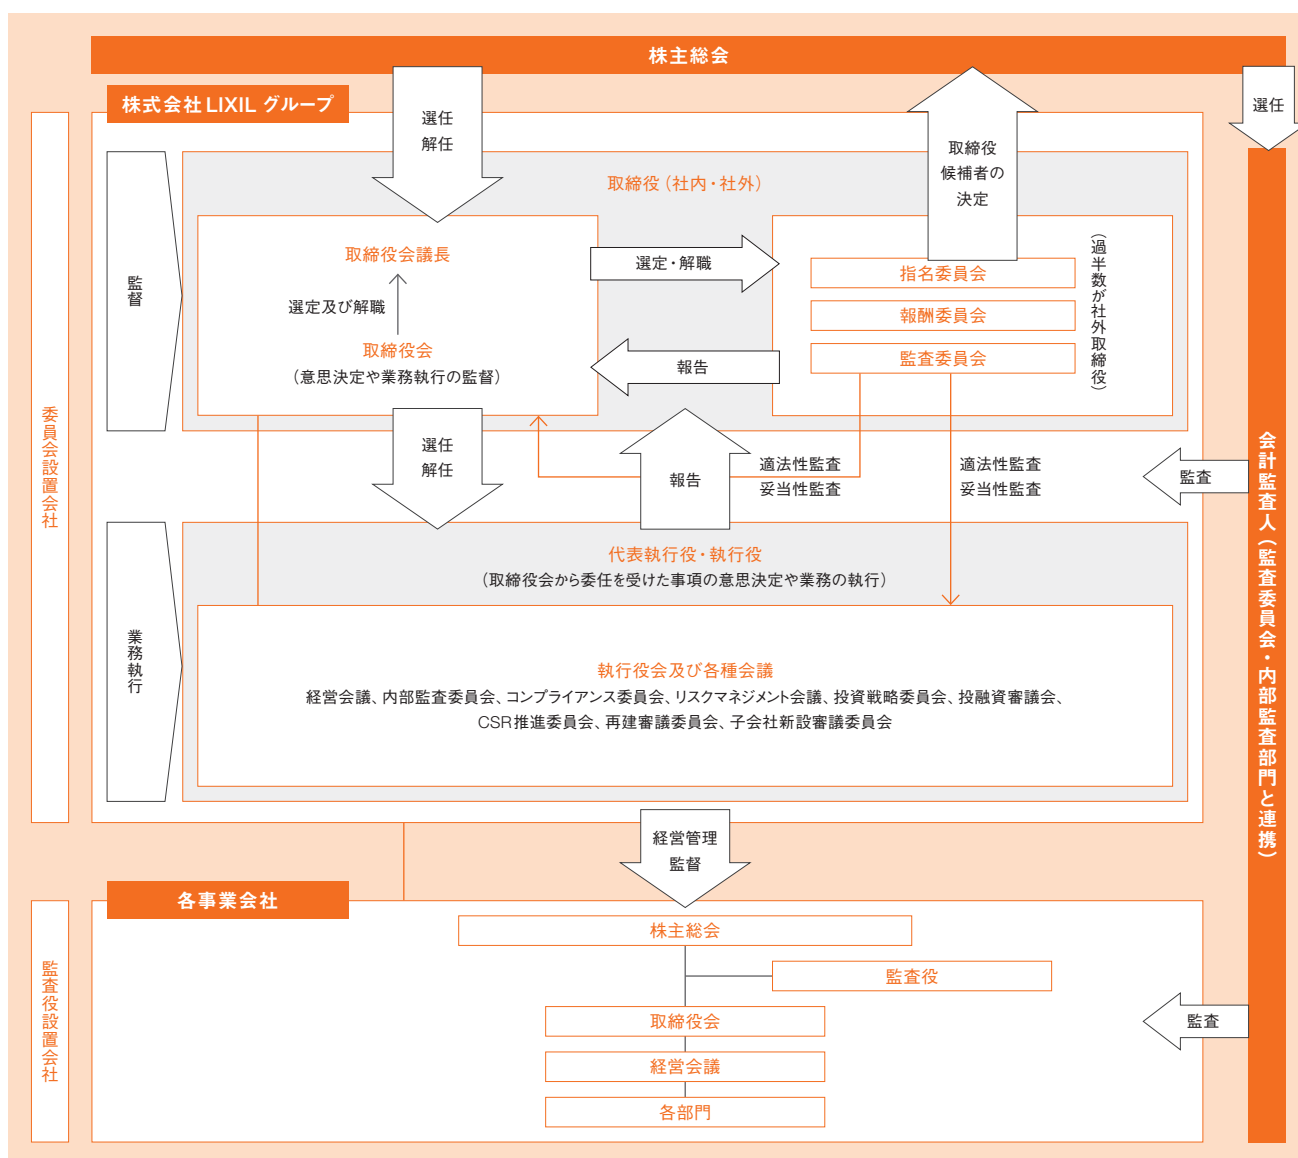 株主総会
株式会社LIXIL グループ
選任
解任
取締役
候補者の
決定
選任
取締役（社内・社外）
監督
取締役会議長
選定及び解職
取締役会
（意思決定や業務執行の監督）
選定・解職
報告
指名委員会
報酬委員会
監査委員会
（過半数が社外取締役）
委員会設置会社
選任
解任
報告
適法性監査
妥当性監査
適法性監査
妥当性監査
監査
会計監査人（監査委員会・内部監査部門と連携）
業務執行
代表執行役・執行役
（取締役会から委任を受けた事項の意思決定や業務の執行）
執行役会及び各種会議
経営会議、内部監査委員会、コンプライアンス委員会、リスクマネジメント会議、投資戦略委員会、投融資審議会、
CSR推進委員会、再建審議委員会、子会社新設審議委員会
経営管理
監督
各事業会社
監査役設置会社
株主総会
監査役
取締役会
経営会議
各部門
監査